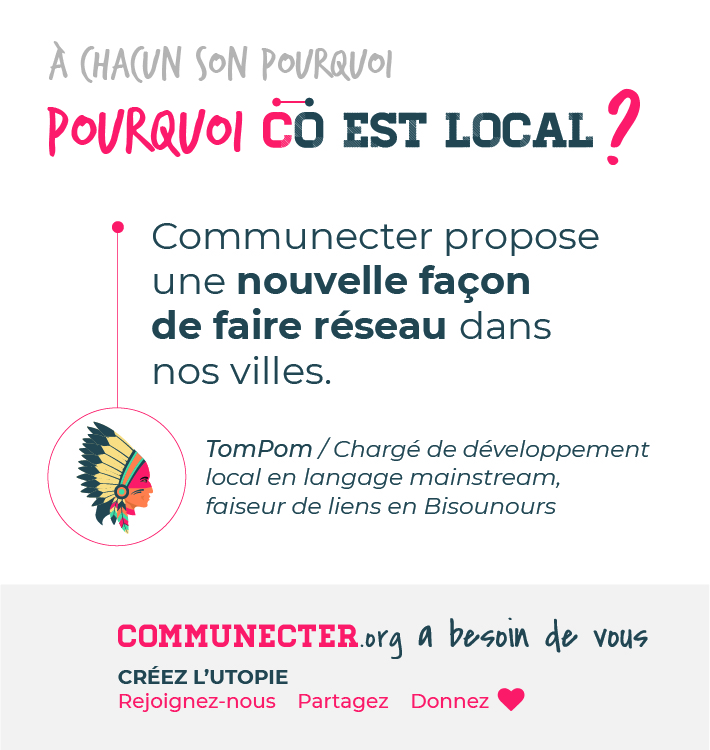 À CHACUN SON POURQUOI
POURQUOI CO EST LOCAL ?
Communecter propose
une nouvelle façon
de faire réseau dans
nos villes.
TomPom / Chargé de développement
local en langage mainstream,
faiseur de liens en Bisounours
COMMUNECTER.org a besoin de vous
CRÉEZ L’UTOPIE
Rejoignez-nous Partagez Donnez